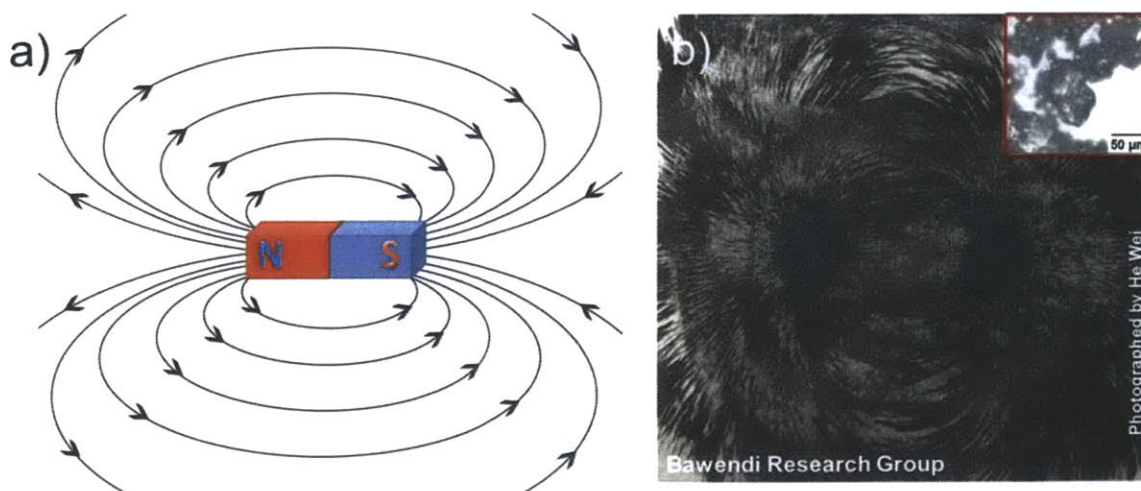 a)
N
S
b)
50 µm
Photographed by He Wei
Bawendi Research Group